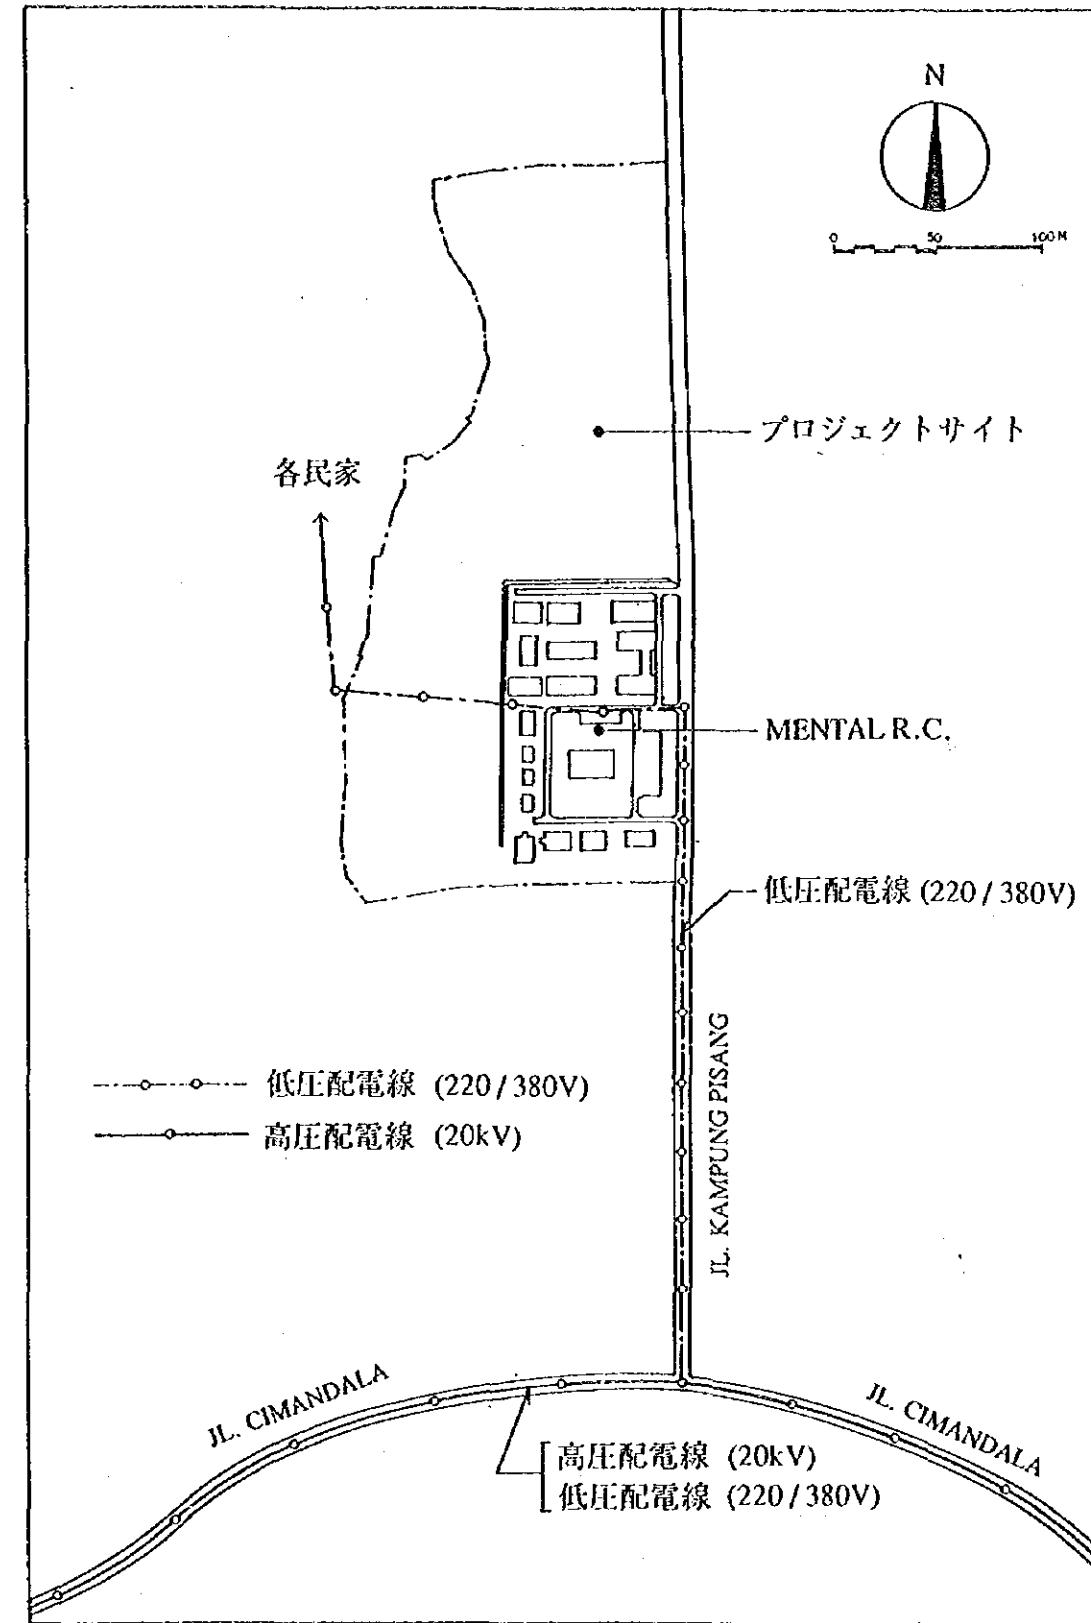 N
0 50 100M
プロジェクトサイト
各民家
MENTAL R.C.
低圧配電線 (220/380V)
JL. KAMPUNG PISANG
低圧配電線 (220/380V)
高圧配電線 (20kV)
JL. CIMANDALA
JL. CIMANDALA
高圧配電線 (20kV)
低圧配電線 (220/380V)